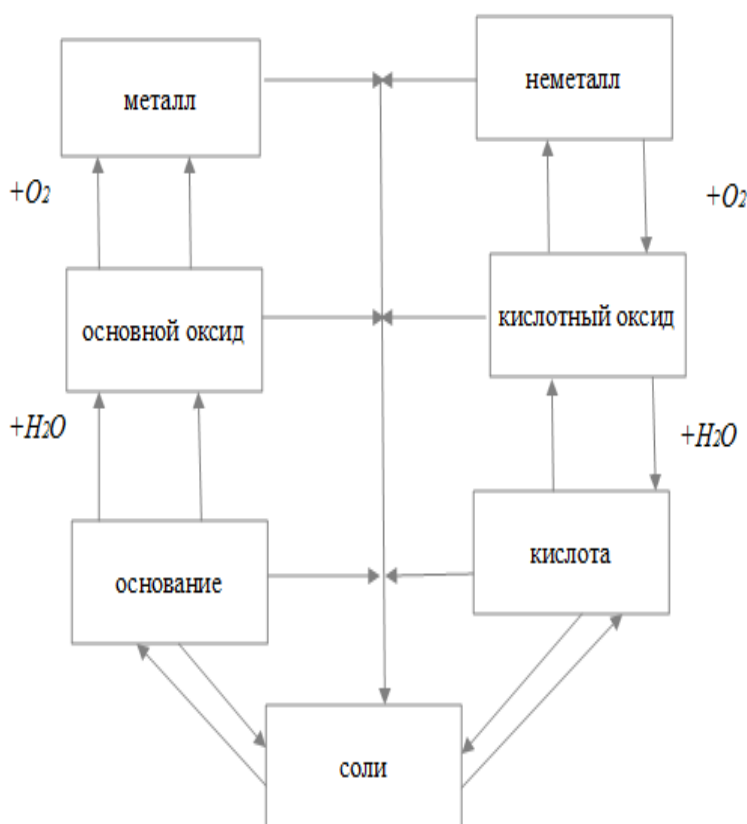 металл
неметалл
+O2
+O2
основной оксид
кислотный оксид
+H2O
+H2O
основание
кислота
соли